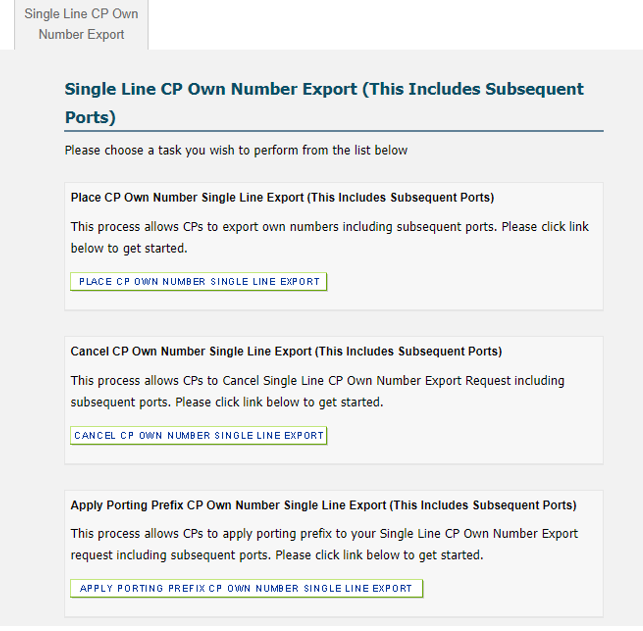 Single Line CP Own
Number Export
Single Line CP Own Number Export (This Includes Subsequent
Ports)
Please choose a task you wish to perform from the list below
Place CP Own Number Single Line Export (This Includes Subsequent Ports)
This process allows CPs to export own numbers including subsequent ports. Please click link
below to get started.
PLACE CP OWN NUMBER SINGLE LINE EXPORT
Cancel CP Own Number Single Line Export (This Includes Subsequent Ports)
This process allows CPs to Cancel Single Line CP Own Number Export Request including
subsequent ports. Please click link below to get started.
CANCEL CP OWN NUMBER SINGLE LINE EXPORT
Apply Porting Prefix CP Own Number Single Line Export (This Includes Subsequent Ports)
This process allows CPs to apply porting prefix to your Single Line CP Own Number Export
request including subsequent ports. Please click link below to get started.
APPLY PORTING PREFIX CP OWN NUMBER SINGLE LINE EXPORT